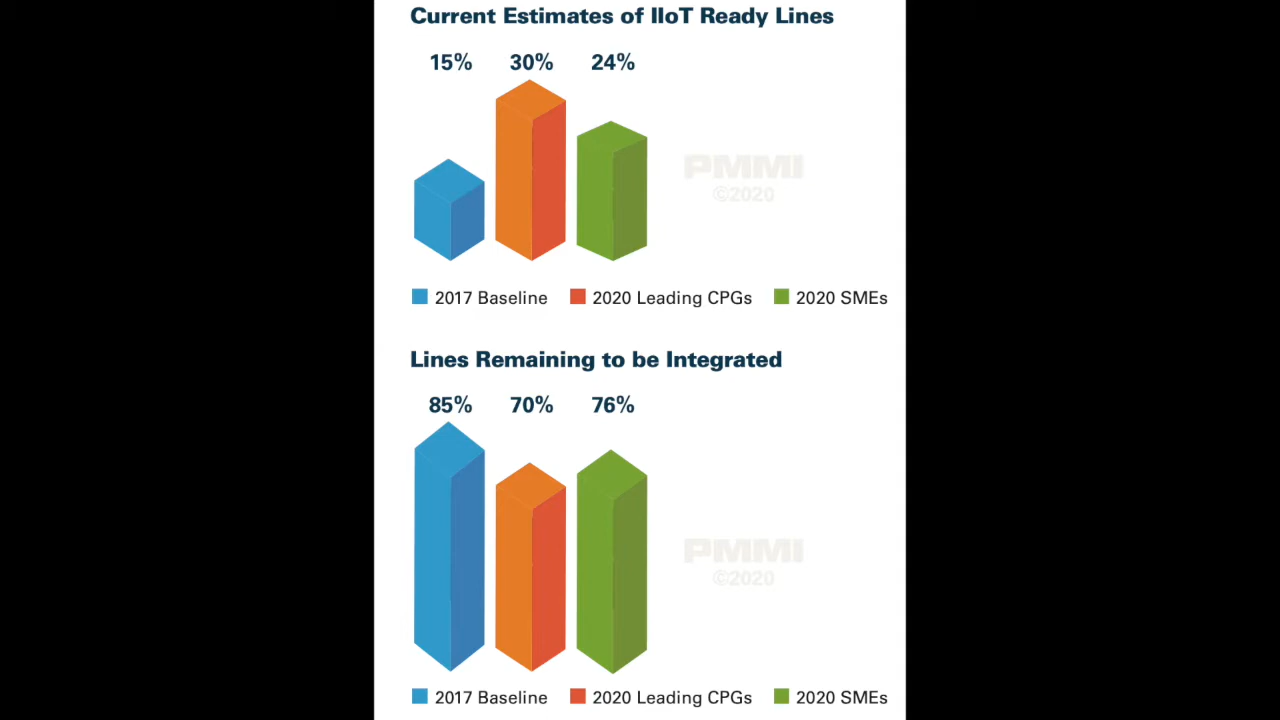 Current Estimates of IIoT Ready Lines
15% 30% 24%
PMMI
©2020
2017 Baseline 2020 Leading CPGs 2020 SMEs
Lines Remaining to be Integrated
85% 70% 76%
PMMI
©2020
2017 Baseline 2020 Leading CPGs 2020 SMEs